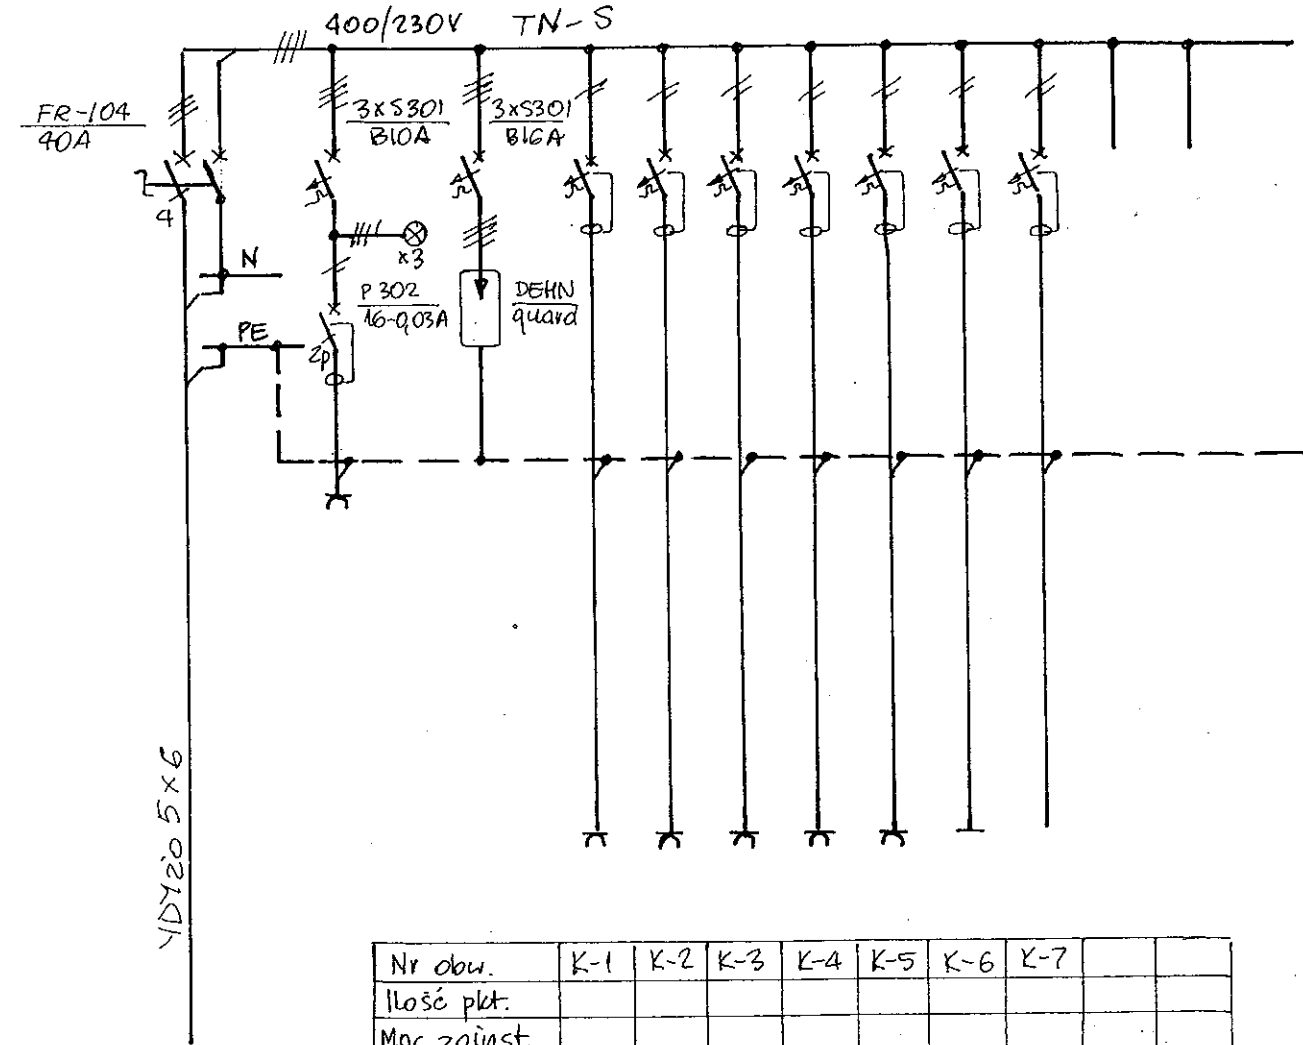 400/230V TN-S
FR-104
40A
3xS301
B10A
3xS301
B16A
4
N
x3
P302
16-0,03A
DEHN
guard
PE
2p
YDYżo 5x6
Nr obw. K-1 K-2 K-3 K-4 K-5 K-6 K-7
Ilość pkt.
Moc zainst.